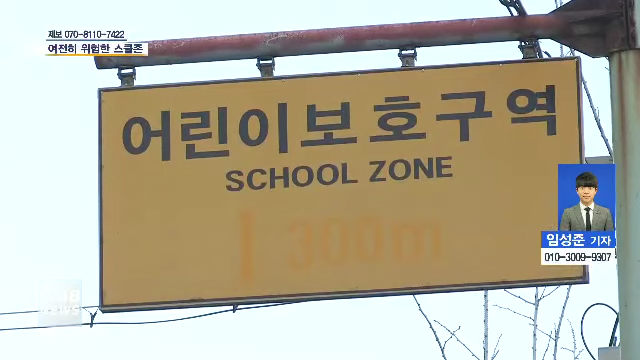 제보 070-8110-7422
여전히 위험한 스쿨존
어린이보호구역
SCHOOL ZONE
300m
임성준 기자
010-3009-9307
NEWS